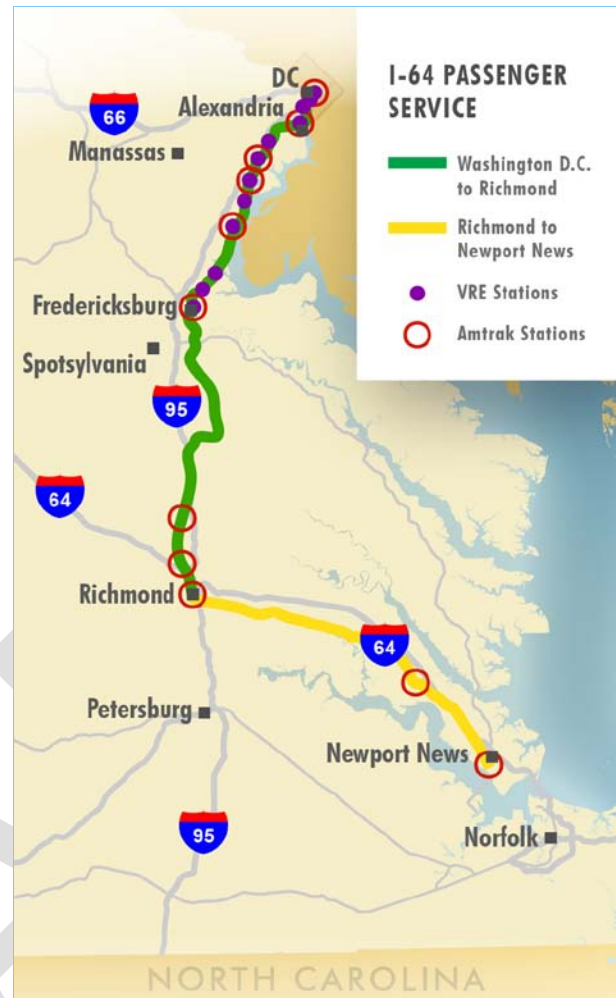 I-64 PASSENGER
SERVICE
Washington D.C.
to Richmond
Richmond to
Newport News
VRE Stations
Amtrak Stations
DC
66
Alexandria
Manassas
Fredericksburg
Spotsylvania
95
64
Richmond
64
Petersburg
Newport News
95
Norfolk
NORTH CAROLINA